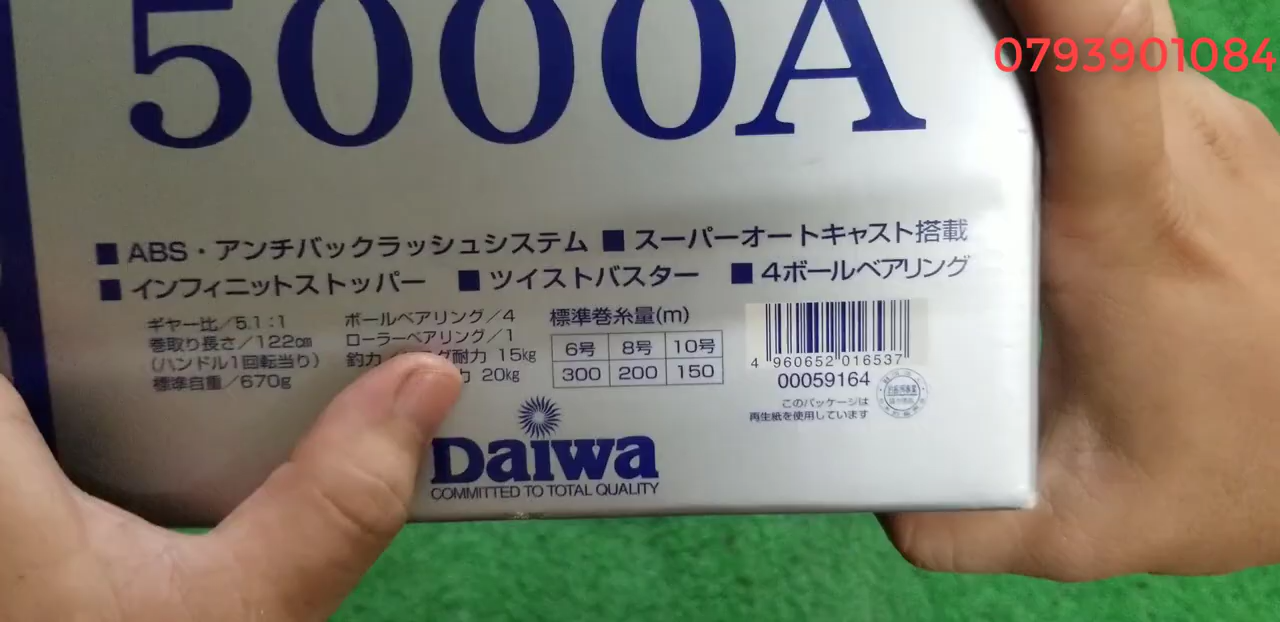 0793901084
5000A
■ ABS・アンチバックラッシュシステム ■ スーパーオートキャスト搭載
■ インフィニットストッパー ■ ツイストバスター ■ 4ボールベアリング
ギヤー比/5.1:1
巻取り長さ/122cm
(ハンドル1回転当り)
標準自重/670g
ボールベアリング/4
ローラーベアリング/1
釣力 グ耐力 15kg
力 20kg
標準巻糸量(m)
6号 8号 10号
300 200 150
4 960652 016537
00059164
このパッケージは
再生紙を使用しています
Daiwa
COMMITTED TO TOTAL QUALITY